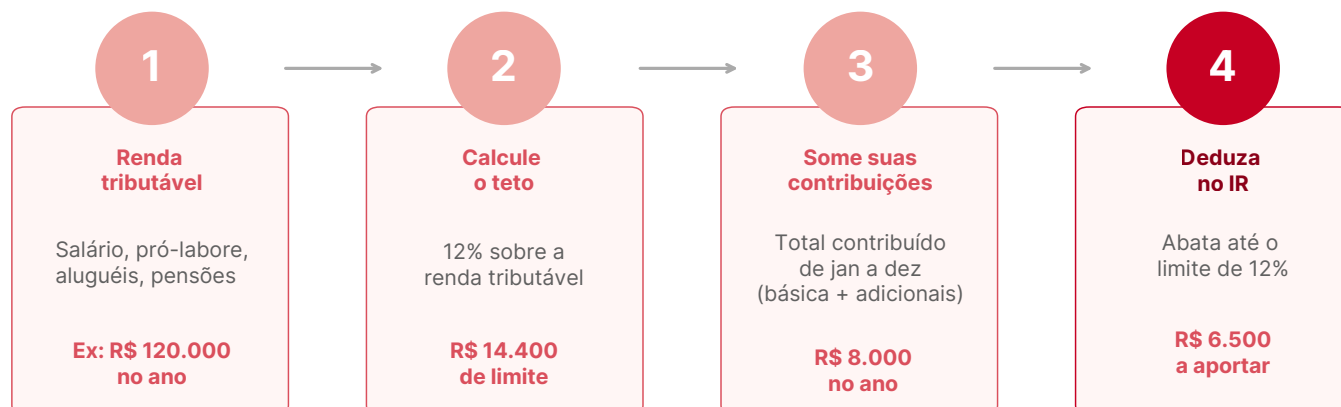 1
Renda
tributável
Salário, pró-labore,
aluguéis, pensões
Ex: R$ 120.000
no ano
2
Calcule
o teto
12% sobre a
renda tributável
R$ 14.400
de limite
3
Some suas
contribuições
Total contribuído
de jan a dez
(básica + adicionais)
R$ 8.000
no ano
4
Deduza
no IR
Abata até o
limite de 12%
R$ 6.500
a aportar